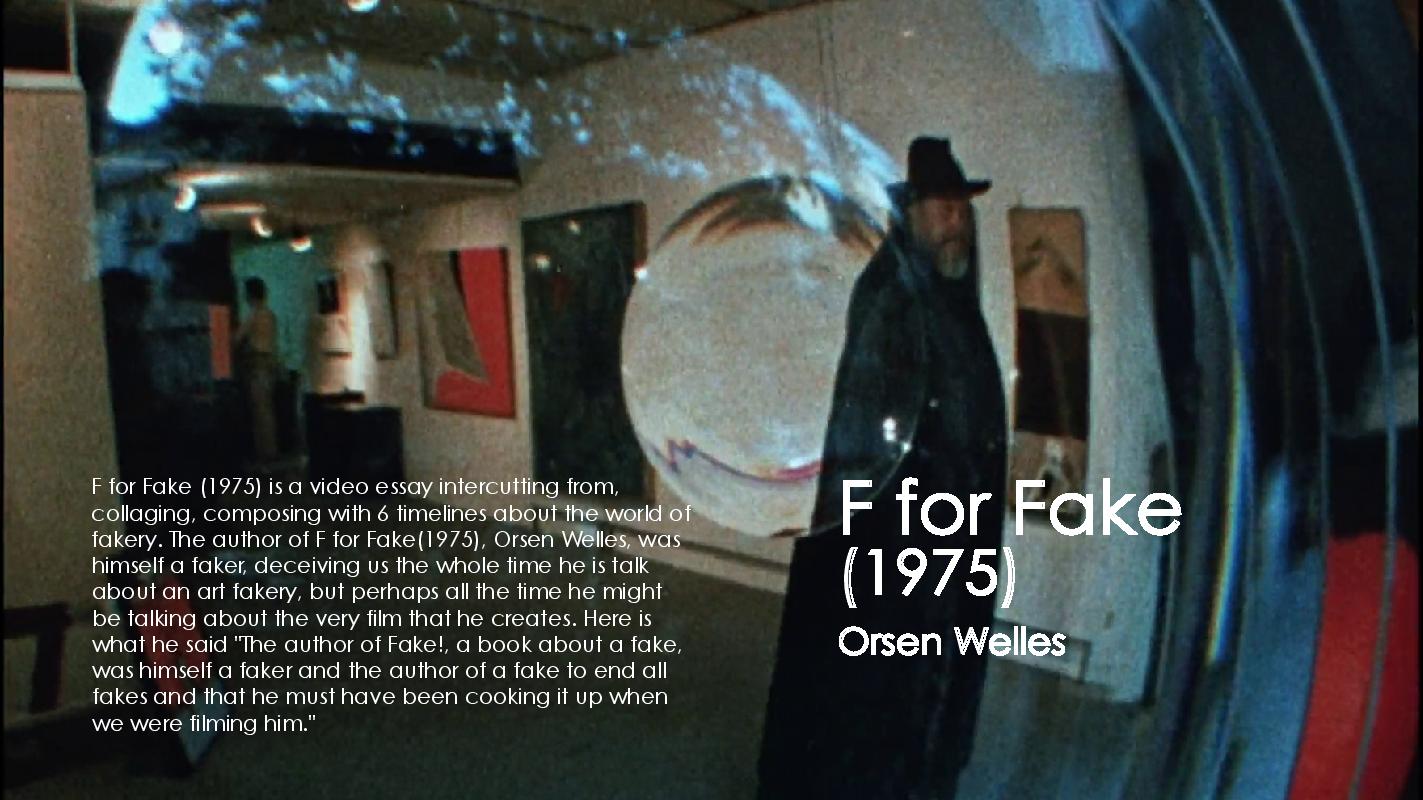 F for Fake (1975) is a video essay intercutting from,
collaging, composing with 6 timelines about the world of
fakery. The author of F for Fake(1975), Orsen Welles, was
himself a faker, deceiving us the whole time he is talk
about an art fakery, but perhaps all the time he might
be talking about the very film that he creates. Here is
what he said "The author of Fake!, a book about a fake,
was himself a faker and the author of a fake to end all
fakes and that he must have been cooking it up when
we were filming him."
F for Fake
(1975)
Orsen Welles